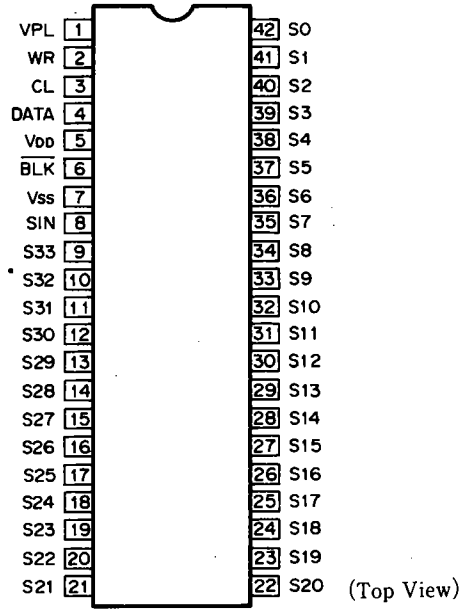 VPL 1 42 S0
WR 2 41 S1
CL 3 40 S2
DATA 4 39 S3
VDD 5 38 S4
BLK 6 37 S5
Vss 7 36 S6
SIN 8 35 S7
S33 9 34 S8
S32 10 33 S9
S31 11 32 S10
S30 12 31 S11
S29 13 30 S12
S28 14 29 S13
S27 15 28 S14
S26 16 27 S15
S25 17 26 S16
S24 18 25 S17
S23 19 24 S18
S22 20 23 S19
S21 21 22 S20 (Top View)